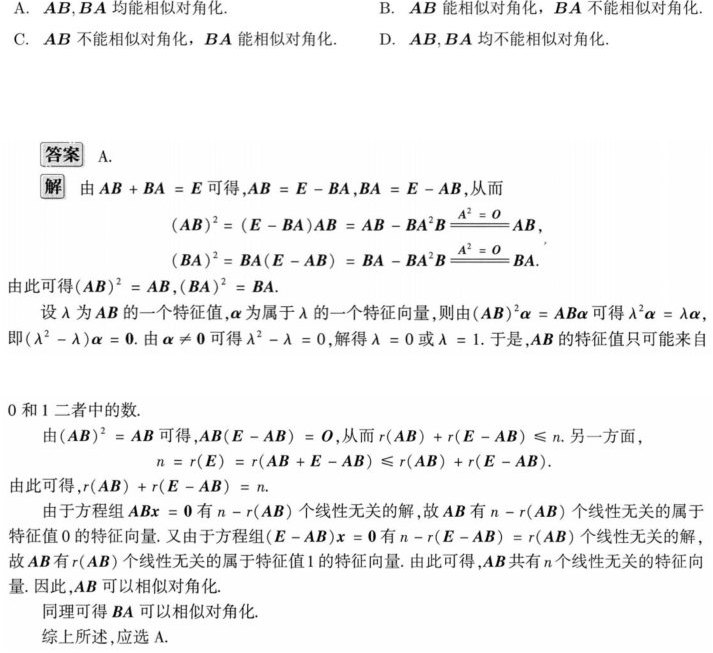 A. AB, BA 均能相似对角化. B. AB 能相似对角化, BA 不能相似对角化.
C. AB 不能相似对角化, BA 能相似对角化. D. AB, BA 均不能相似对角化.
答案 A.
解 由 AB + BA = E 可得, AB = E - BA, BA = E - AB, 从而
(AB)² = (E - BA)AB = AB - BA²B \xlongequal{A² = O} AB,
(BA)² = BA(E - AB) = BA - BA²B \xlongequal{A² = O} BA.
由此可得(AB)² = AB, (BA)² = BA.
设 λ 为 AB 的一个特征值, α 为属于 λ 的一个特征向量, 则由(AB)²α = ABα 可得 λ²α = λα,
即(λ² - λ)α = 0. 由 α ≠ 0 可得 λ² - λ = 0, 解得 λ = 0 或 λ = 1. 于是, AB 的特征值只可能来自
0 和 1 二者中的数.
由(AB)² = AB 可得, AB(E - AB) = O, 从而 r(AB) + r(E - AB) ≤ n. 另一方面,
n = r(E) = r(AB + E - AB) ≤ r(AB) + r(E - AB).
由此可得, r(AB) + r(E - AB) = n.
由于方程组 ABx = 0 有 n - r(AB) 个线性无关的解, 故 AB 有 n - r(AB) 个线性无关的属于
特征值 0 的特征向量. 又由于方程组(E - AB)x = 0 有 n - r(E - AB) = r(AB) 个线性无关的解,
故 AB 有 r(AB) 个线性无关的属于特征值 1 的特征向量. 由此可得, AB 共有 n 个线性无关的特征向
量. 因此, AB 可以相似对角化.
同理可得 BA 可以相似对角化.
综上所述, 应选 A.